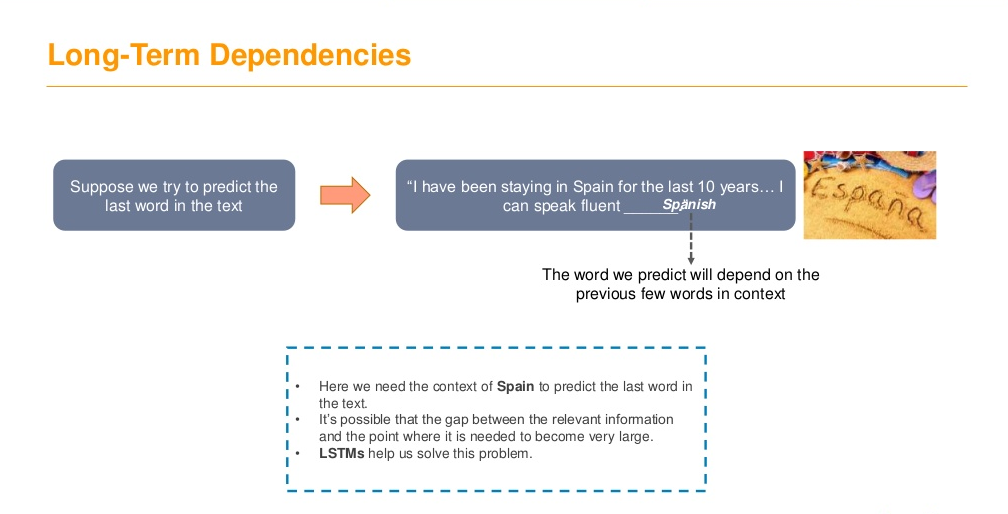 Long-Term Dependencies
Suppose we try to predict the
last word in the text
“I have been staying in Spain for the last 10 years… I
can speak fluent _______. Spanish
Espana
The word we predict will depend on the
previous few words in context
• Here we need the context of Spain to predict the last word in
the text.
• It’s possible that the gap between the relevant information
and the point where it is needed to become very large.
• LSTMs help us solve this problem.